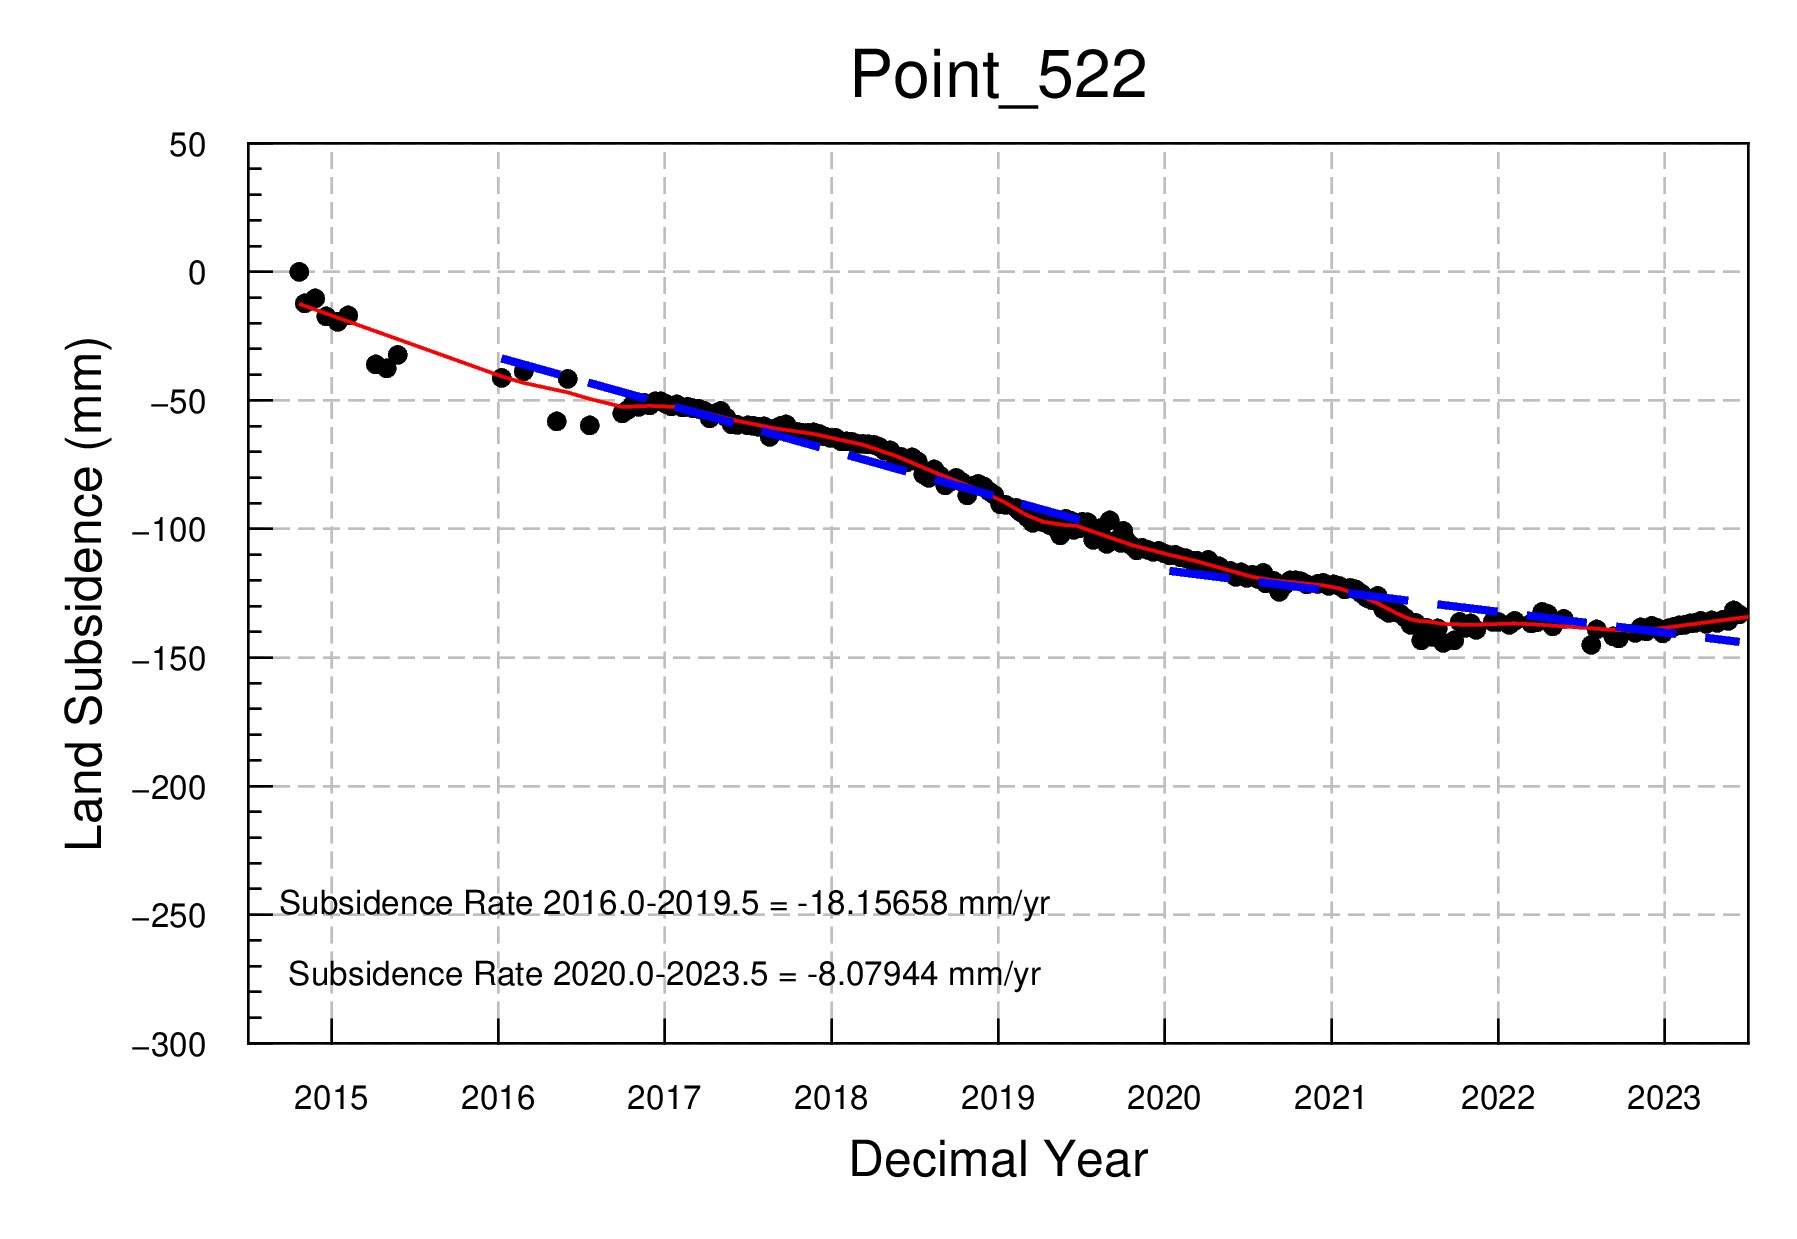 Point_522
50
0
−50
−100
−150
−200
−250
−300
Land Subsidence (mm)
Subsidence Rate 2016.0-2019.5 = -18.15658 mm/yr
Subsidence Rate 2020.0-2023.5 = -8.07944 mm/yr
2015 2016 2017 2018 2019 2020 2021 2022 2023
Decimal Year